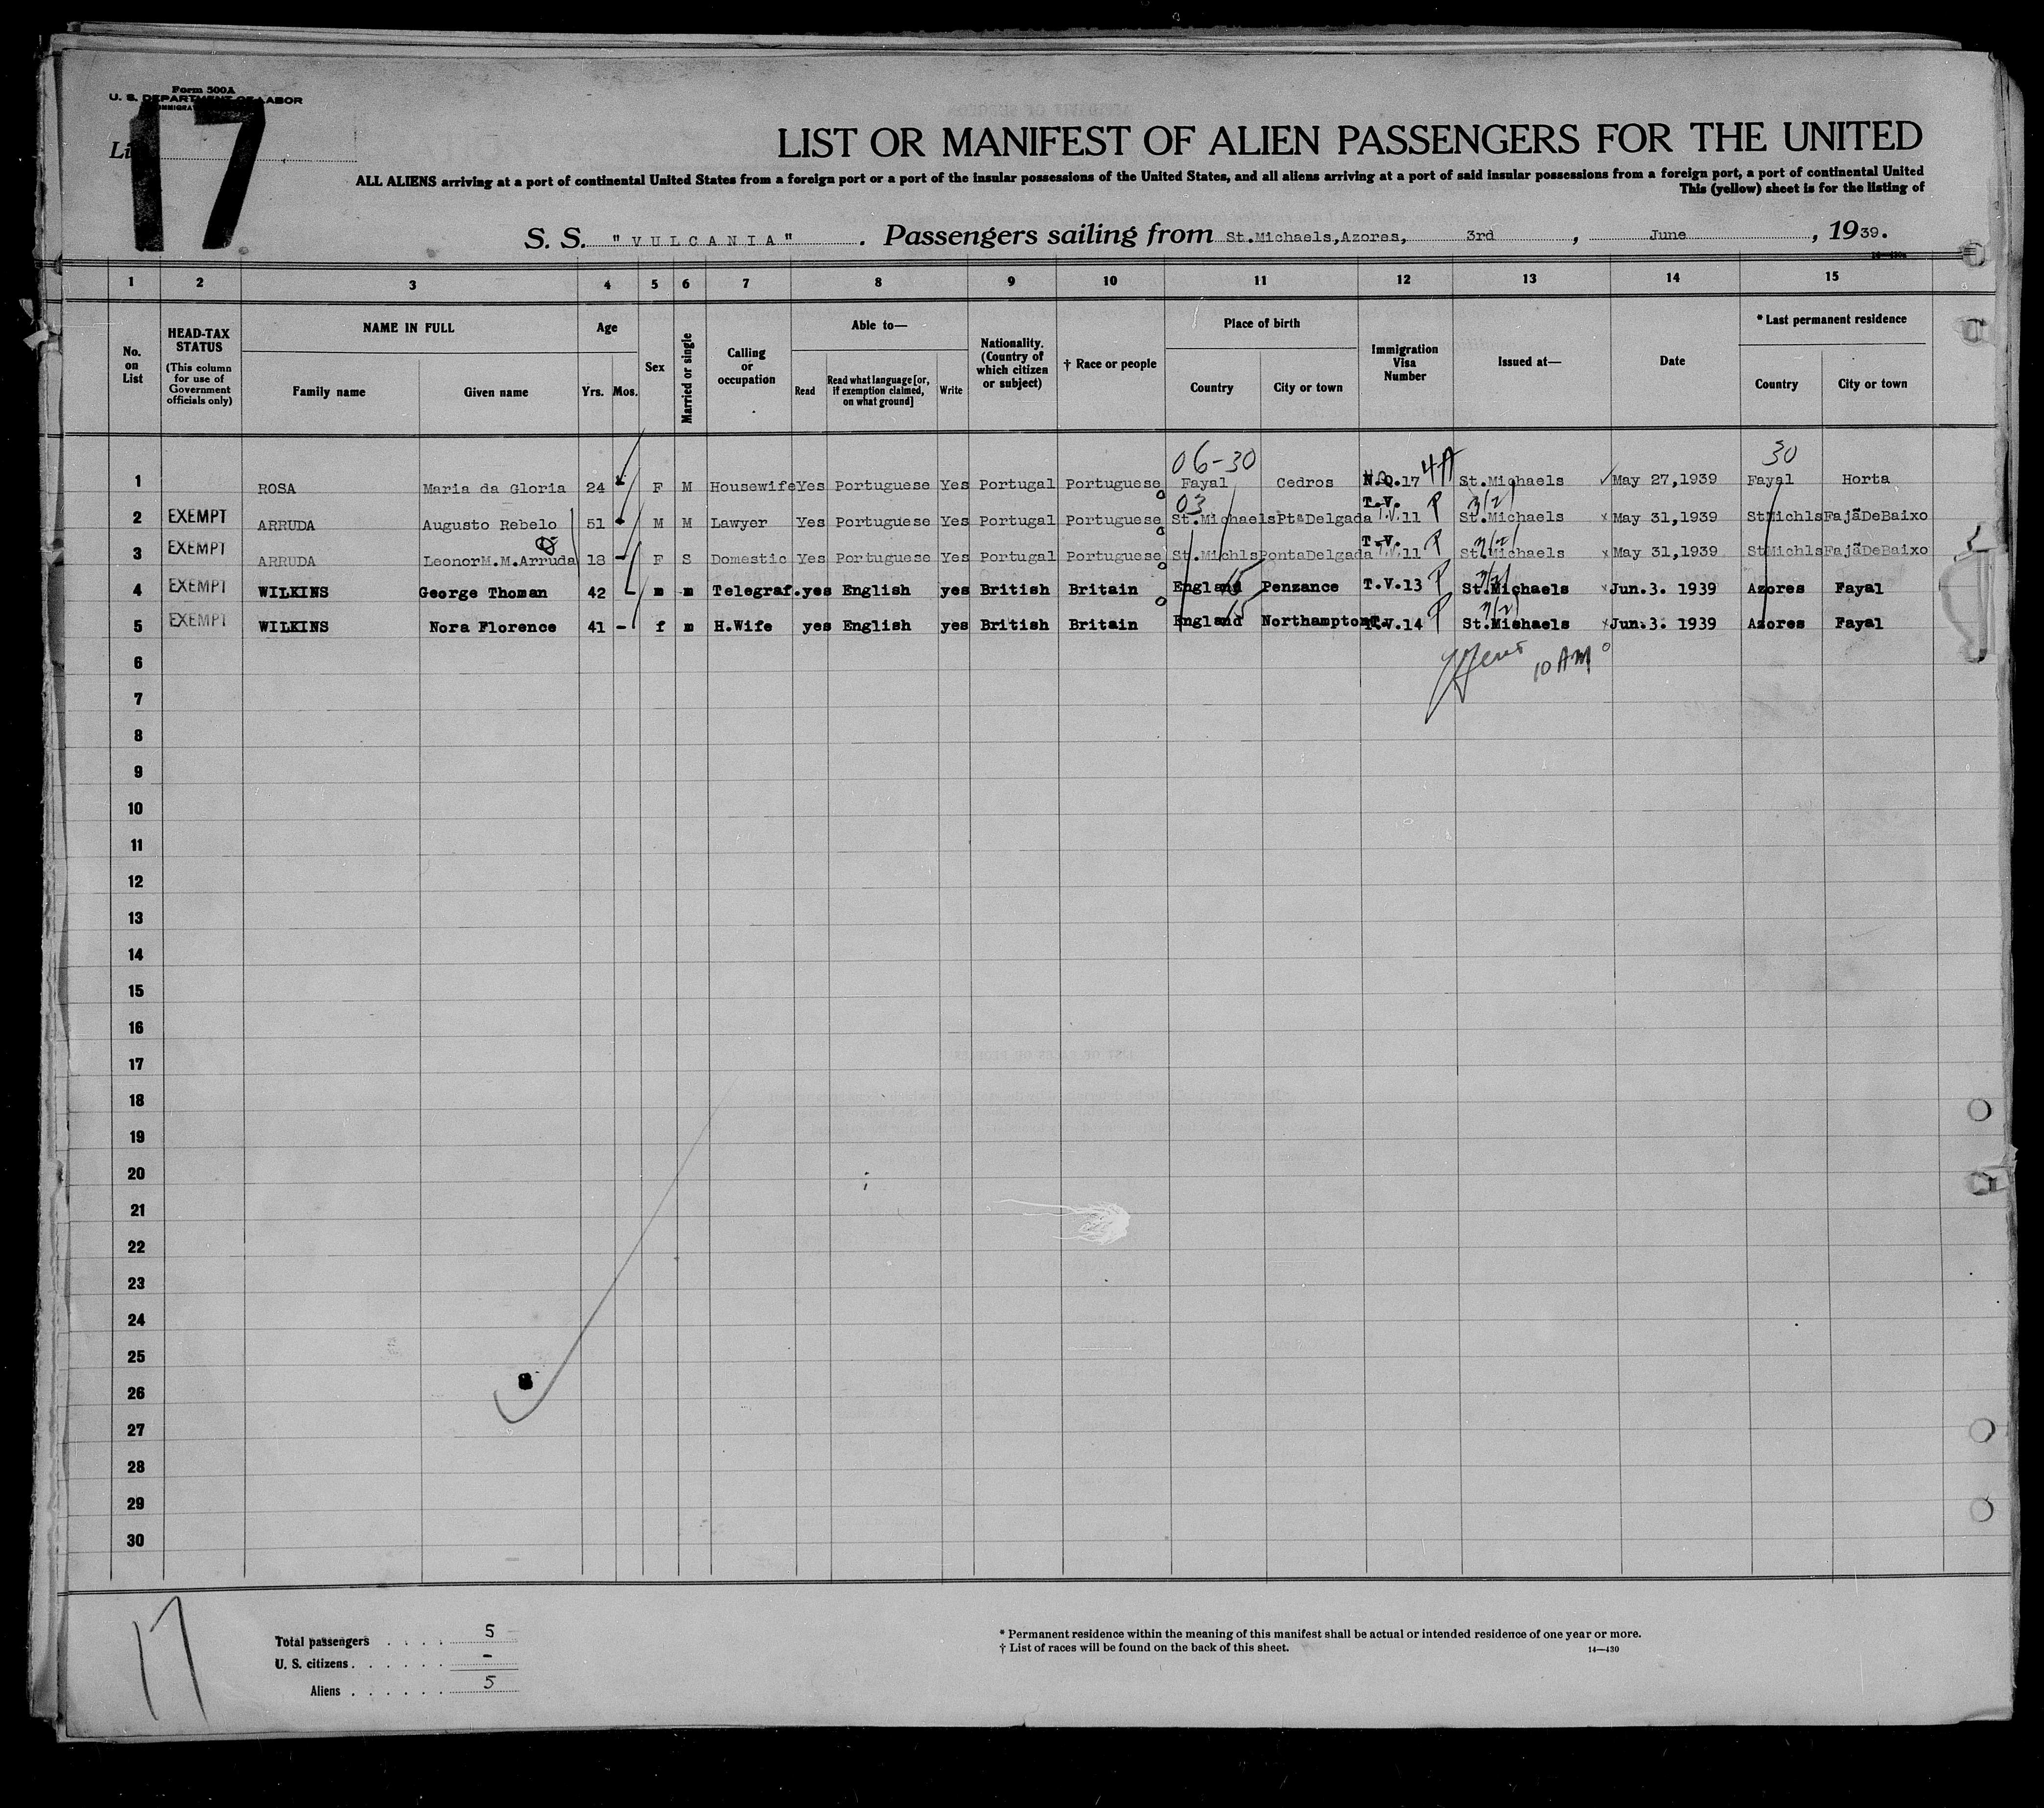 Form 500A
U. S. DEPARTMENT OF LABOR
17
LIST OR MANIFEST OF ALIEN PASSENGERS FOR THE UNITED
ALL ALIENS arriving at a port of continental United States from a foreign port or a port of the insular possessions of the United States, and all aliens arriving at a port of said insular possessions from a foreign port, a port of continental United
This (yellow) sheet is for the listing of
S. S. "VULCANIA". Passengers sailing from St.Michaels,Azores, 3rd , June , 1939.
1 2 3 4 5 6 7 8 9 10 11 12 13 14 15
No. on List
HEAD-TAX STATUS
(This column for use of Government officials only)
NAME IN FULL
Family name
Given name
Age
Yrs.
Mos.
Sex
Married or single
Calling or occupation
Able to—
Read
Read what language [or, if exemption claimed, on what ground]
Write
Nationality. (Country of which citizen or subject)
† Race or people
Place of birth
Country
City or town
Immigration Visa Number
Issued at—
Date
* Last permanent residence
Country
City or town
06-30 4A 30
1 ROSA Maria da Gloria 24 F M Housewife Yes Portuguese Yes Portugal Portuguese Fayal Cedros N.Q.17 St.Michaels May 27,1939 Fayal Horta
03 T.V. 3(2)
2 EXEMPT ARRUDA Augusto Rebelo 51 M M Lawyer Yes Portuguese Yes Portugal Portuguese St.Michaels Pta Delgada T.V.11 P St.Michaels May 31,1939 StMichls FajãDeBaixo
T.V. 3(2)
3 EXEMPT ARRUDA LeonorM.M.Arruda 18 - F S Domestic Yes Portuguese Yes Portugal Portuguese St.Michls PontaDelgada T.V.11 P St.Michaels May 31,1939 StMichls FajãDeBaixo
4 EXEMPT WILKINS George Thoman 42 - m m Telegraf. yes English yes British Britain England 15 Penzance T.V.13 P 3(2) St.Michaels Jun.3. 1939 Azores Fayal
5 EXEMPT WILKINS Nora Florence 41 - f m H.Wife yes English yes British Britain England 15 Northampton T.V.14 P 3(2) St.Michaels Jun.3. 1939 Azores Fayal
6 10 AM
7
8
9
10
11
12
13
14
15
16
17
18
19
20
21
22
23
24
25
26
27
28
29
30
17
Total passengers . . . . 5
U. S. citizens . . . . . . -
Aliens . . . . . . 5
* Permanent residence within the meaning of this manifest shall be actual or intended residence of one year or more.
† List of races will be found on the back of this sheet.
14—430